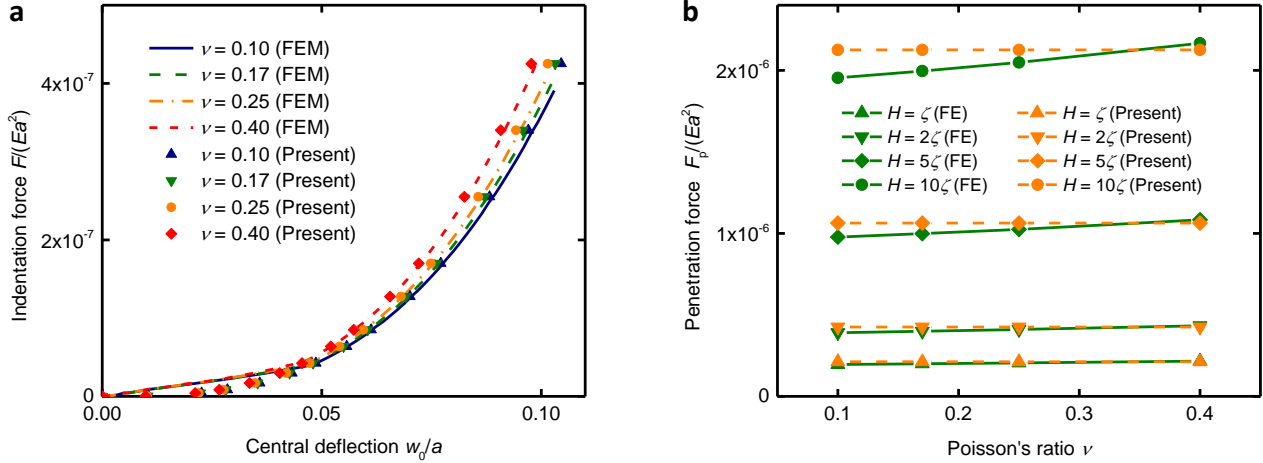 a
Indentation force F/(Ea²)
4x10⁻⁷
2x10⁻⁷
0
ν = 0.10 (FEM)
ν = 0.17 (FEM)
ν = 0.25 (FEM)
ν = 0.40 (FEM)
ν = 0.10 (Present)
ν = 0.17 (Present)
ν = 0.25 (Present)
ν = 0.40 (Present)
0.00 0.05 0.10
Central deflection w₀/a
b
Penetration force Fₚ/(Ea²)
2x10⁻⁶
1x10⁻⁶
0
H = ζ (FE) H = ζ (Present)
H = 2ζ (FE) H = 2ζ (Present)
H = 5ζ (FE) H = 5ζ (Present)
H = 10ζ (FE) H = 10ζ (Present)
0.1 0.2 0.3 0.4
Poisson's ratio ν